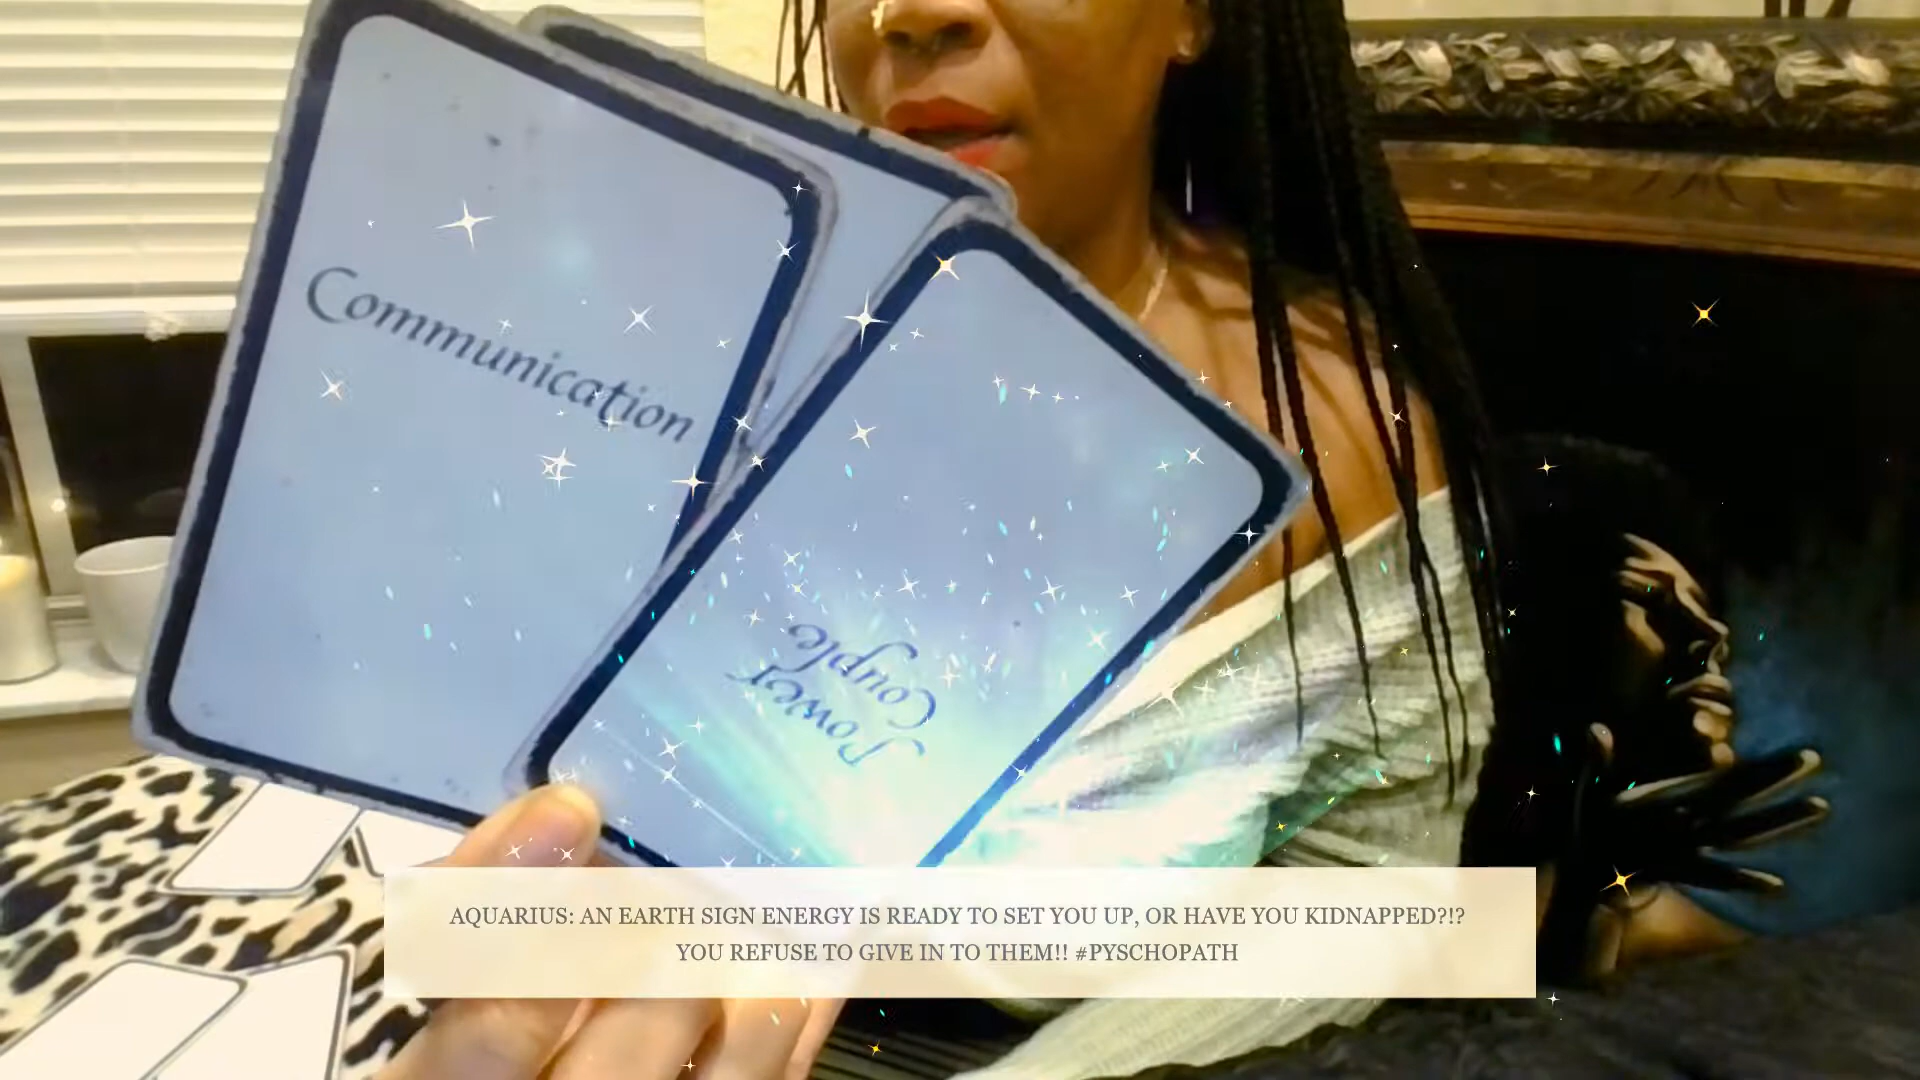 Communication
Power
Couple
AQUARIUS: AN EARTH SIGN ENERGY IS READY TO SET YOU UP, OR HAVE YOU KIDNAPPED?!?
YOU REFUSE TO GIVE IN TO THEM!! #PYSCHOPATH